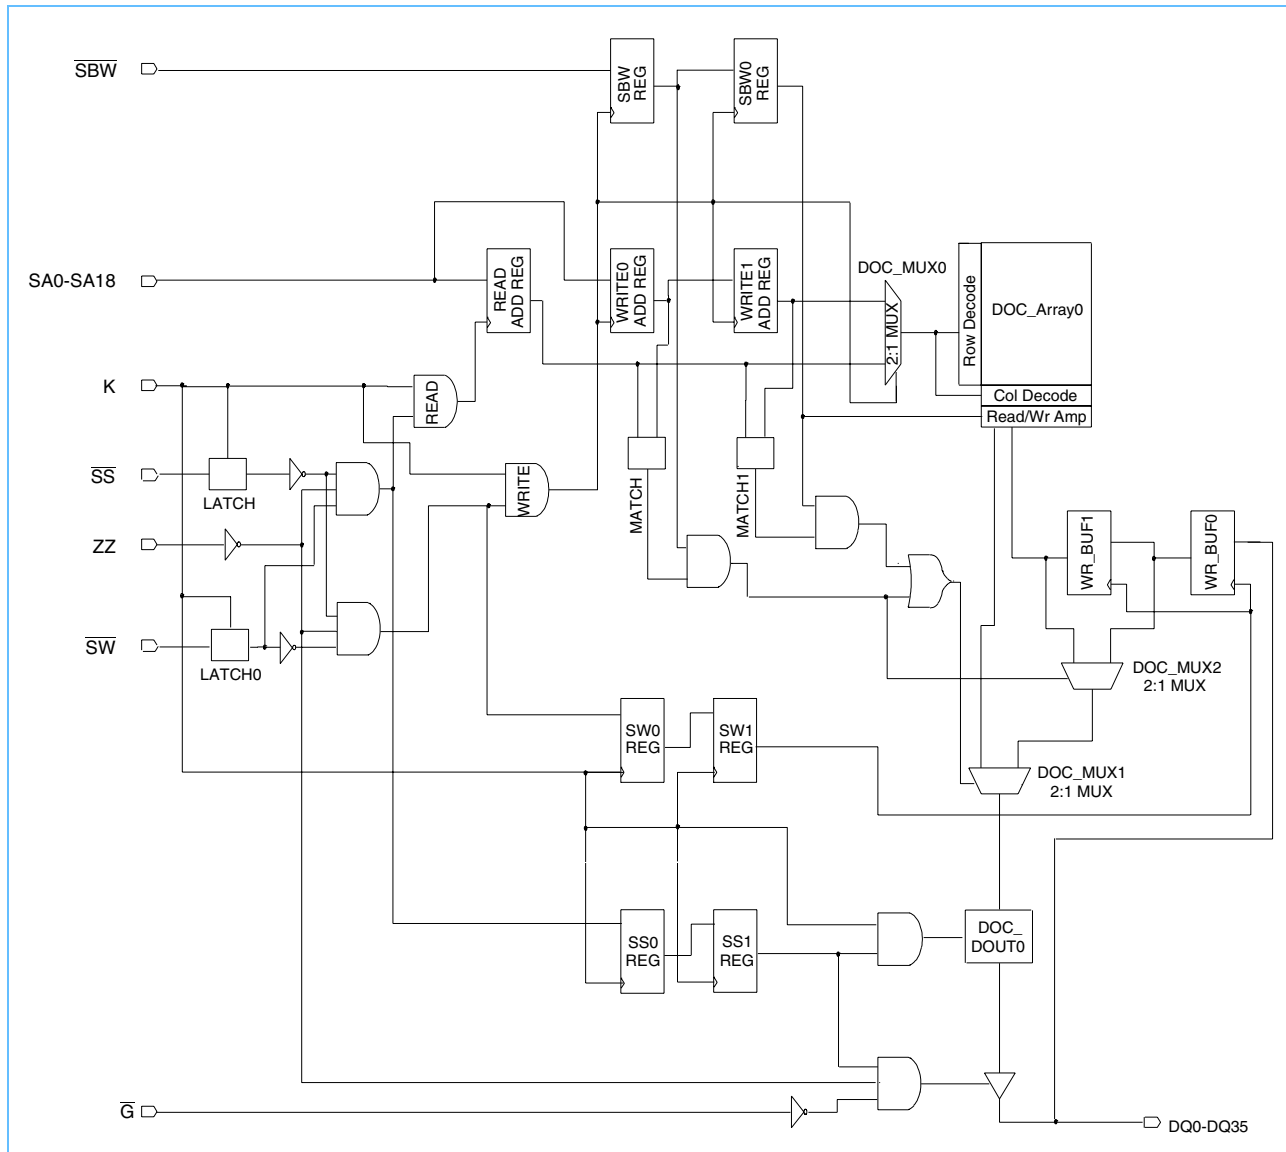 SBW
SBW
REG
SBW0
REG
SA0-SA18
READ
ADD REG
WRITE0
ADD REG
WRITE1
ADD REG
DOC_MUX0
2:1 MUX
Row Decode
DOC_Array0
Col Decode
Read/Wr Amp
K
READ
SS
LATCH
WRITE
MATCH
MATCH1
ZZ
WR_BUF1
WR_BUF0
SW
LATCH0
DOC_MUX2
2:1 MUX
SW0
REG
SW1
REG
DOC_MUX1
2:1 MUX
SS0
REG
SS1
REG
DOC_
DOUT0
G
DQ0-DQ35